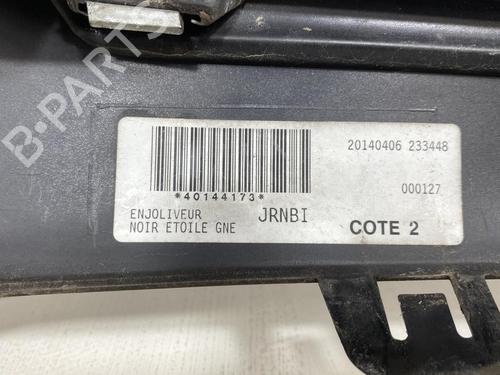 B-PARTS
20140406 233448
*40144173*
000127
ENJOLIVEUR JRNBI
NOIR ETOILE GNE
COTE 2